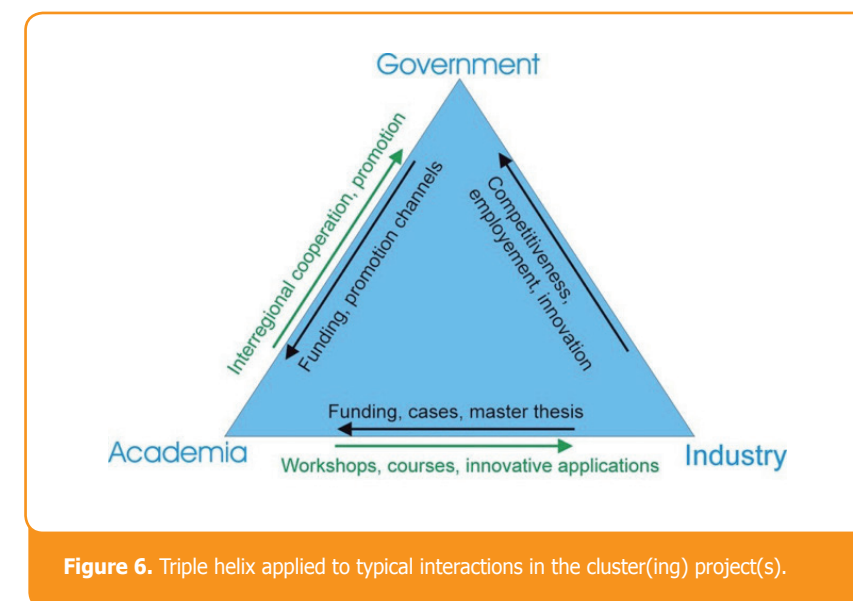 Government
Interregional cooperation, promotion
Funding, promotion channels
Competitiveness,
employement, innovation
Funding, cases, master thesis
Academia
Industry
Workshops, courses, innovative applications
Figure 6. Triple helix applied to typical interactions in the cluster(ing) project(s).